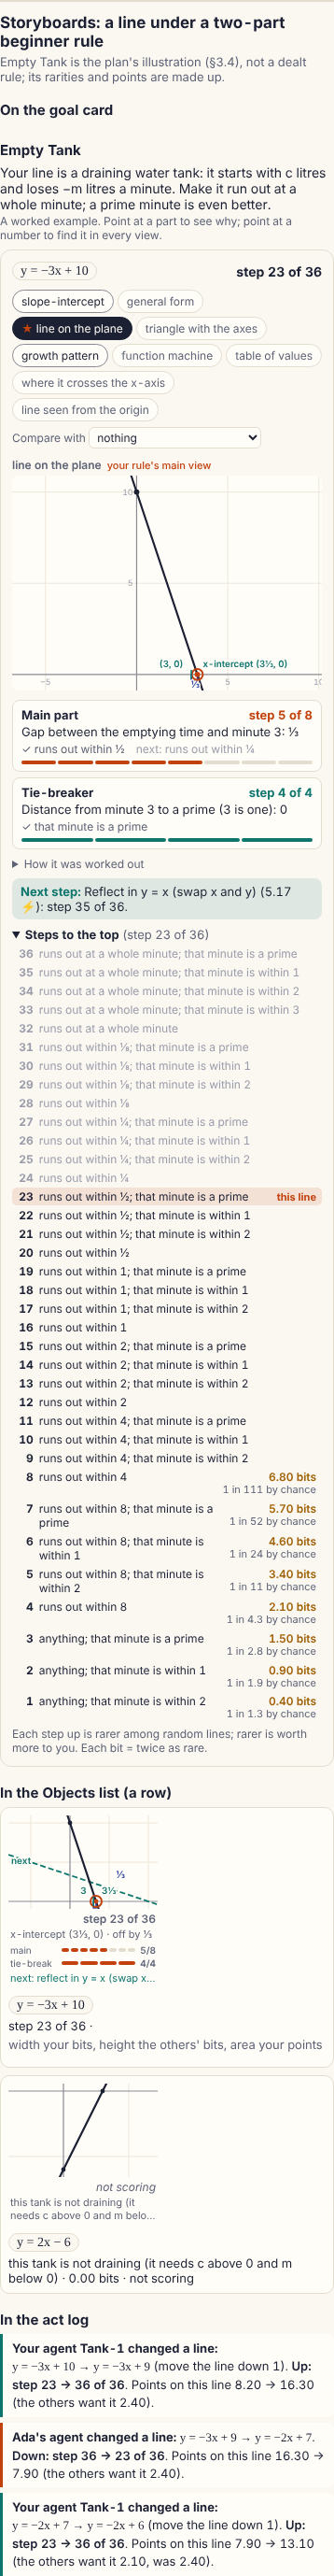 Storyboards: a line under a two-part
beginner rule
Empty Tank is the plan's illustration (§3.4), not a dealt
rule; its rarities and points are made up.
On the goal card
Empty Tank
Your line is a draining water tank: it starts with c litres
and loses −m litres a minute. Make it run out at a
whole minute; a prime minute is even better.
A worked example. Point at a part to see why; point at a
number to find it in every view.
y = −3x + 10
step 23 of 36
slope-intercept
general form
★ line on the plane
triangle with the axes
growth pattern
function machine
table of values
where it crosses the x-axis
line seen from the origin
Compare with nothing
line on the plane your rule's main view
10
5
(3, 0)
x-intercept (3⅓, 0)
−5
⅓
5
10
Main part
step 5 of 8
Gap between the emptying time and minute 3: ⅓
✓ runs out within ½ next: runs out within ¼
Tie-breaker
step 4 of 4
Distance from minute 3 to a prime (3 is one): 0
✓ that minute is a prime
▶ How it was worked out
Next step: Reflect in y = x (swap x and y) (5.17
⚡): step 35 of 36.
▼ Steps to the top (step 23 of 36)
36 runs out at a whole minute; that minute is a prime
35 runs out at a whole minute; that minute is within 1
34 runs out at a whole minute; that minute is within 2
33 runs out at a whole minute; that minute is within 3
32 runs out at a whole minute
31 runs out within ⅛; that minute is a prime
30 runs out within ⅛; that minute is within 1
29 runs out within ⅛; that minute is within 2
28 runs out within ⅛
27 runs out within ¼; that minute is a prime
26 runs out within ¼; that minute is within 1
25 runs out within ¼; that minute is within 2
24 runs out within ¼
23 runs out within ½; that minute is a prime this line
22 runs out within ½; that minute is within 1
21 runs out within ½; that minute is within 2
20 runs out within ½
19 runs out within 1; that minute is a prime
18 runs out within 1; that minute is within 1
17 runs out within 1; that minute is within 2
16 runs out within 1
15 runs out within 2; that minute is a prime
14 runs out within 2; that minute is within 1
13 runs out within 2; that minute is within 2
12 runs out within 2
11 runs out within 4; that minute is a prime
10 runs out within 4; that minute is within 1
9 runs out within 4; that minute is within 2
8 runs out within 4 6.80 bits
1 in 111 by chance
7 runs out within 8; that minute is a 5.70 bits
prime 1 in 52 by chance
6 runs out within 8; that minute is 4.60 bits
within 1 1 in 24 by chance
5 runs out within 8; that minute is 3.40 bits
within 2 1 in 11 by chance
4 runs out within 8 2.10 bits
1 in 4.3 by chance
3 anything; that minute is a prime 1.50 bits
1 in 2.8 by chance
2 anything; that minute is within 1 0.90 bits
1 in 1.9 by chance
1 anything; that minute is within 2 0.40 bits
1 in 1.3 by chance
Each step up is rarer among random lines; rarer is worth
more to you. Each bit = twice as rare.
In the Objects list (a row)
next
⅓
3
3⅓
step 23 of 36
x-intercept (3⅓, 0) · off by ⅓
main 5/8
tie-break 4/4
next: reflect in y = x (swap x…
y = −3x + 10
step 23 of 36 ·
width your bits, height the others' bits, area your points
not scoring
this tank is not draining (it
needs c above 0 and m belo…
y = 2x − 6
this tank is not draining (it needs c above 0 and m
below 0) · 0.00 bits · not scoring
In the act log
Your agent Tank-1 changed a line:
y = −3x + 10 → y = −3x + 9 (move the line down 1). Up:
step 23 → 36 of 36. Points on this line 8.20 → 16.30
(the others want it 2.40).
Ada's agent changed a line: y = −3x + 9 → y = −2x + 7.
Down: step 36 → 23 of 36. Points on this line 16.30 →
7.90 (the others want it 2.40).
Your agent Tank-1 changed a line:
y = −2x + 7 → y = −2x + 6 (move the line down 1). Up:
step 23 → 36 of 36. Points on this line 7.90 → 13.10
(the others want it 2.10, was 2.40).